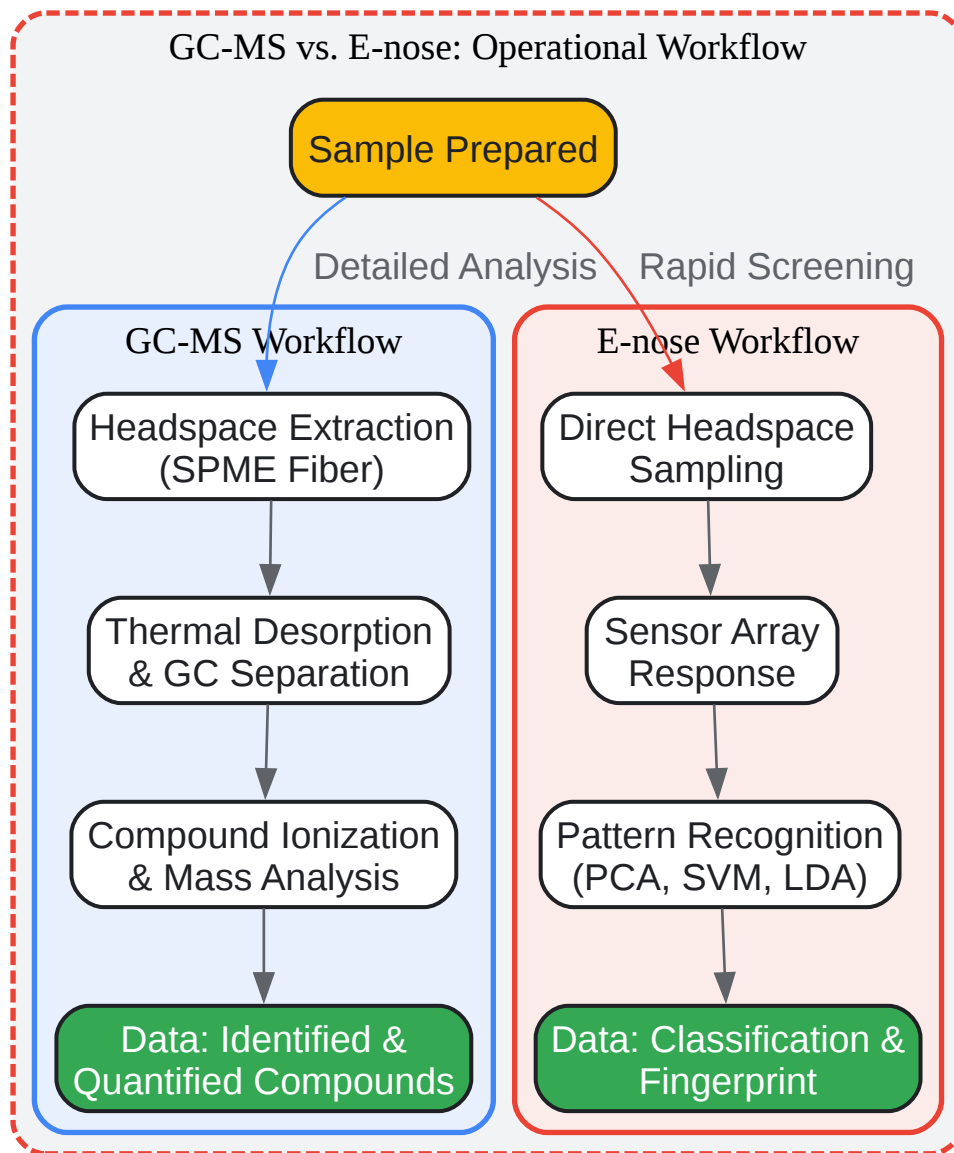 GC-MS vs. E-nose: Operational Workflow
Sample Prepared
Detailed Analysis
Rapid Screening
GC-MS Workflow
Headspace Extraction
(SPME Fiber)
Thermal Desorption
& GC Separation
Compound Ionization
& Mass Analysis
Data: Identified &
Quantified Compounds
E-nose Workflow
Direct Headspace
Sampling
Sensor Array
Response
Pattern Recognition
(PCA, SVM, LDA)
Data: Classification &
Fingerprint